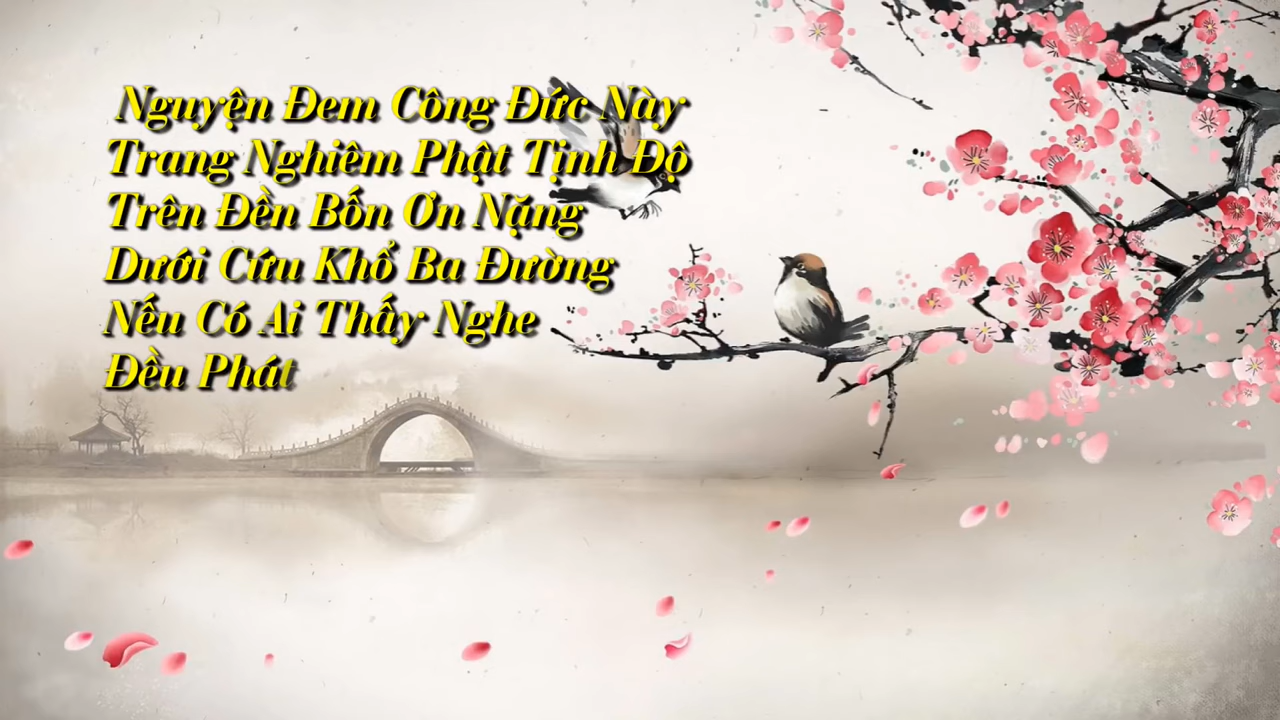 Nguyện Đem Công Đức Này
Trang Nghiêm Phật Tịnh Độ
Trên Đền Bốn Ơn Nặng
Dưới Cứu Khổ Ba Đường
Nếu Có Ai Thấy Nghe
Đều Phát